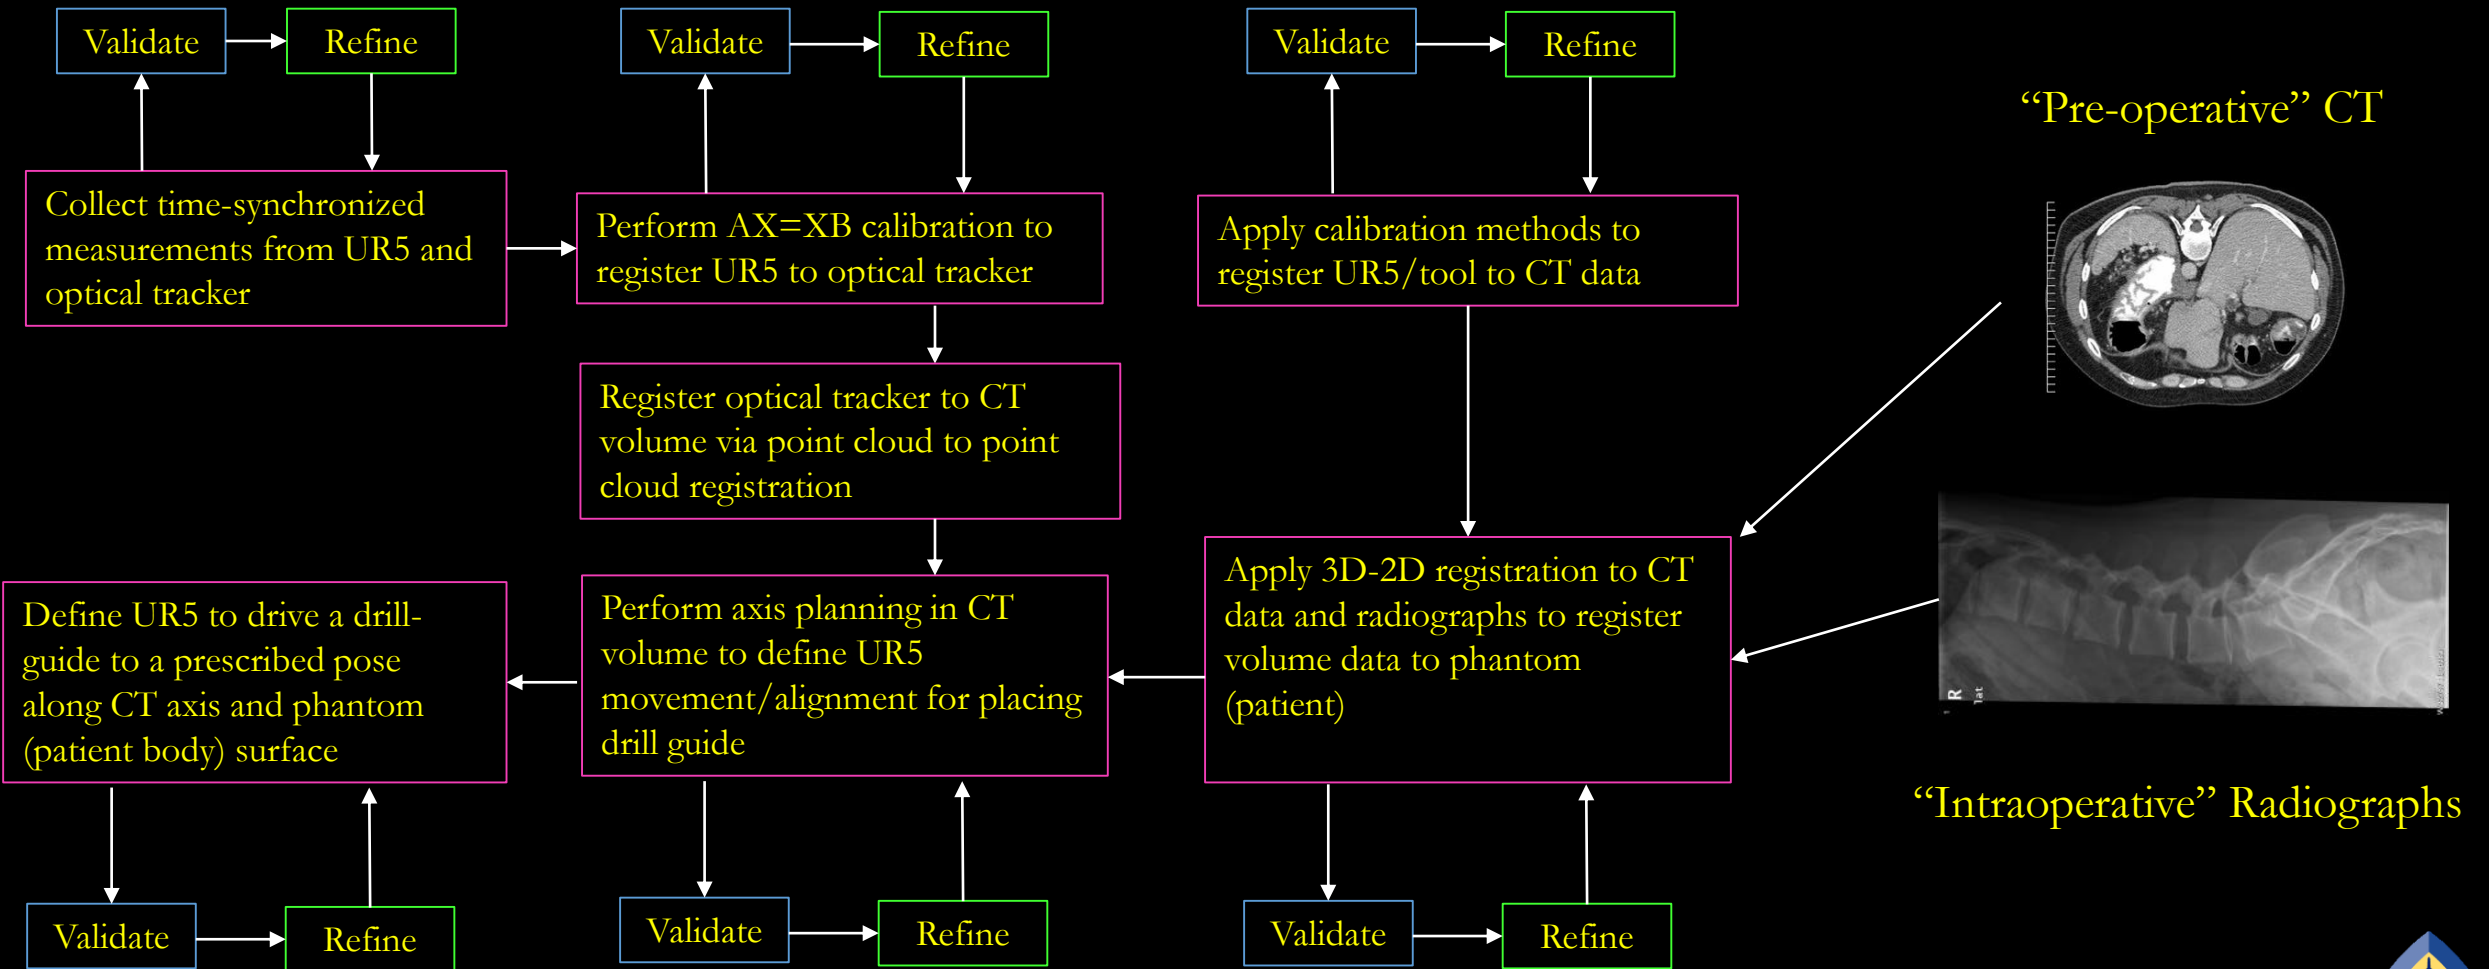 Validate
Refine
Validate
Refine
Validate
Refine
“Pre-operative” CT
Collect time-synchronized
measurements from UR5 and
optical tracker
Perform AX=XB calibration to
register UR5 to optical tracker
Apply calibration methods to
register UR5/tool to CT data
Register optical tracker to CT
volume via point cloud to point
cloud registration
Define UR5 to drive a drill-
guide to a prescribed pose
along CT axis and phantom
(patient body) surface
Perform axis planning in CT
volume to define UR5
movement/alignment for placing
drill guide
Apply 3D-2D registration to CT
data and radiographs to register
volume data to phantom
(patient)
R
lat
“Intraoperative” Radiographs
Validate
Refine
Validate
Refine
Validate
Refine